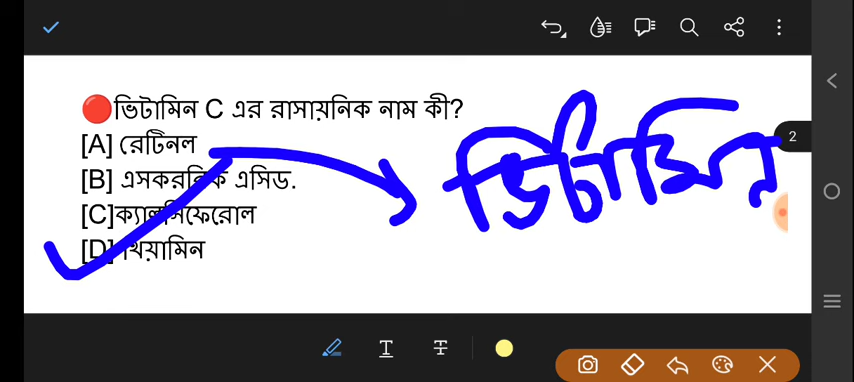 🔴ভিটামিন C এর রাসায়নিক নাম কী?
[A] রেটিনল
[B] এসকরবিক এসিড.
[C]ক্যালসিফেরোল
[D] থিয়ামিন
ভিটামিন
2
T
T